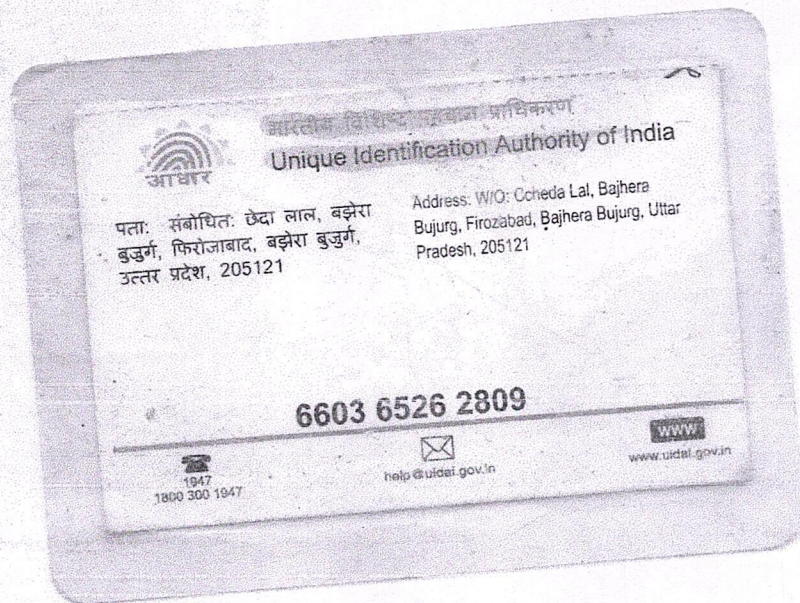 भारतीय विशिष्ट पहचान प्राधिकरण
Unique Identification Authority of India
आधार
पता: संबोधित: छेदा लाल, बझेरा
बुजुर्ग, फिरोजाबाद, बझेरा बुजुर्ग,
उत्तर प्रदेश, 205121
Address: W/O: Ccheda Lal, Bajhera
Bujurg, Firozabad, Bajhera Bujurg, Uttar
Pradesh, 205121
6603 6526 2809
1947
1800 300 1947
help@uidai.gov.in
www
www.uidai.gov.in